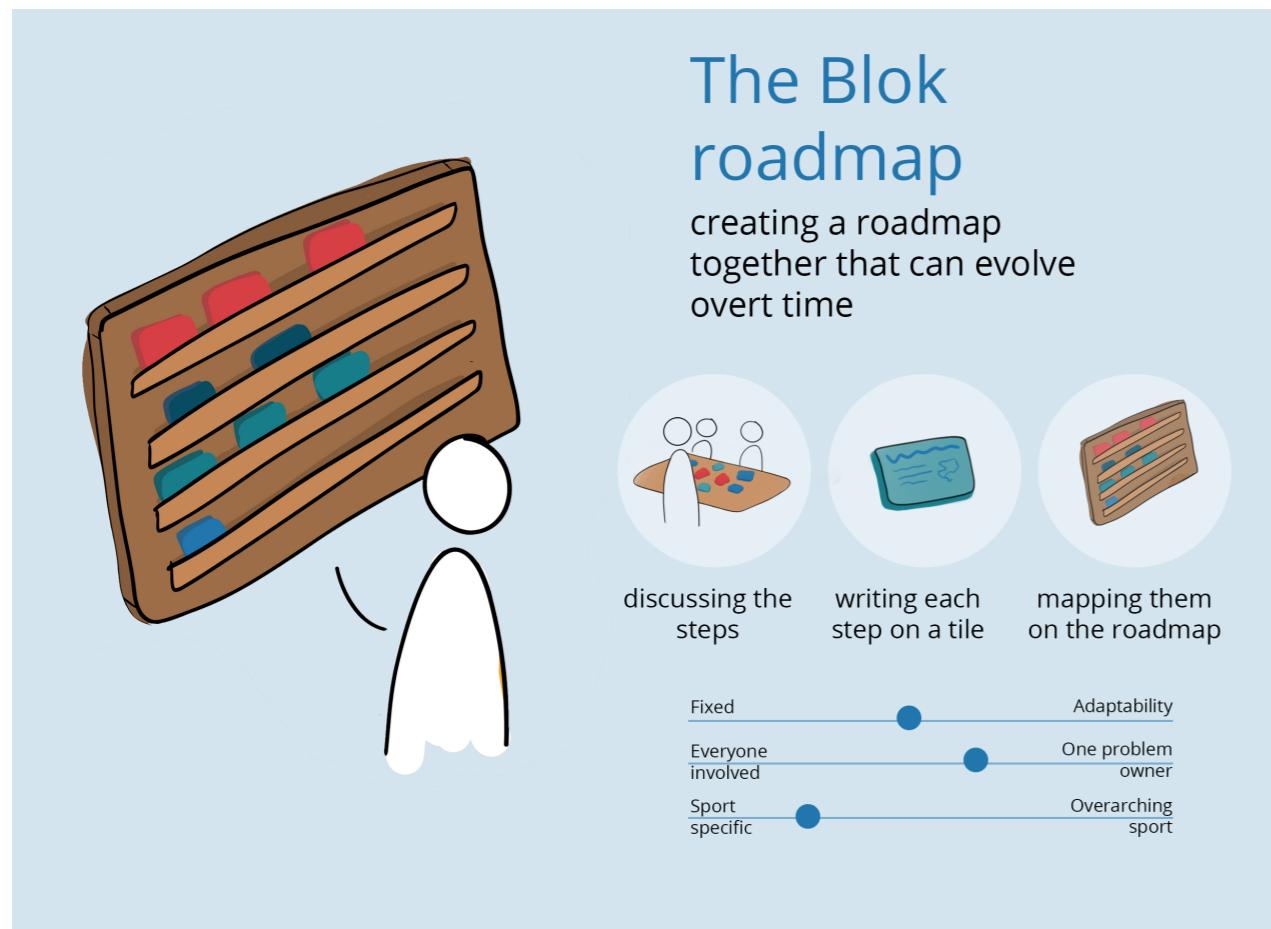 The Blok
roadmap
creating a roadmap
together that can evolve
overt time
discussing the
steps
writing each
step on a tile
mapping them
on the roadmap
Fixed
Adaptability
Everyone
involved
One problem
owner
Sport
specific
Overarching
sport